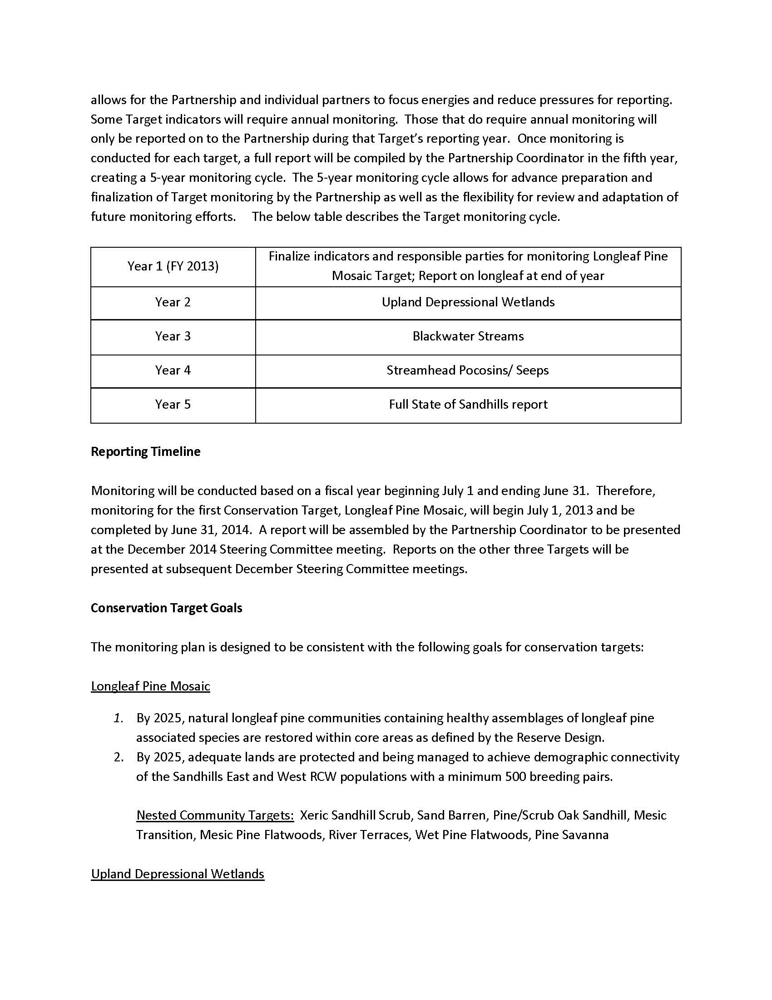 allows for the Partnership and individual partners to focus energies and reduce pressures for reporting.
Some Target indicators will require annual monitoring.  Those that do require annual monitoring will
only be reported on to the Partnership during that Target’s reporting year.  Once monitoring is
conducted for each target, a full report will be compiled by the Partnership Coordinator in the fifth year,
creating a 5-year monitoring cycle.  The 5-year monitoring cycle allows for advance preparation and
finalization of Target monitoring by the Partnership as well as the flexibility for review and adaptation of
future monitoring efforts.    The below table describes the Target monitoring cycle.
Year 1 (FY 2013)
Finalize indicators and responsible parties for monitoring Longleaf Pine
Mosaic Target; Report on longleaf at end of year
Year 2
Upland Depressional Wetlands
Year 3
Blackwater Streams
Year 4
Streamhead Pocosins/ Seeps
Year 5
Full State of Sandhills report
Reporting Timeline
Monitoring will be conducted based on a fiscal year beginning July 1 and ending June 31.  Therefore,
monitoring for the first Conservation Target, Longleaf Pine Mosaic, will begin July 1, 2013 and be
completed by June 31, 2014.  A report will be assembled by the Partnership Coordinator to be presented
at the December 2014 Steering Committee meeting.  Reports on the other three Targets will be
presented at subsequent December Steering Committee meetings.
Conservation Target Goals
The monitoring plan is designed to be consistent with the following goals for conservation targets:
Longleaf Pine Mosaic
1. By 2025, natural longleaf pine communities containing healthy assemblages of longleaf pine
associated species are restored within core areas as defined by the Reserve Design.
2. By 2025, adequate lands are protected and being managed to achieve demographic connectivity
of the Sandhills East and West RCW populations with a minimum 500 breeding pairs.
Nested Community Targets:  Xeric Sandhill Scrub, Sand Barren, Pine/Scrub Oak Sandhill, Mesic
Transition, Mesic Pine Flatwoods, River Terraces, Wet Pine Flatwoods, Pine Savanna
Upland Depressional Wetlands